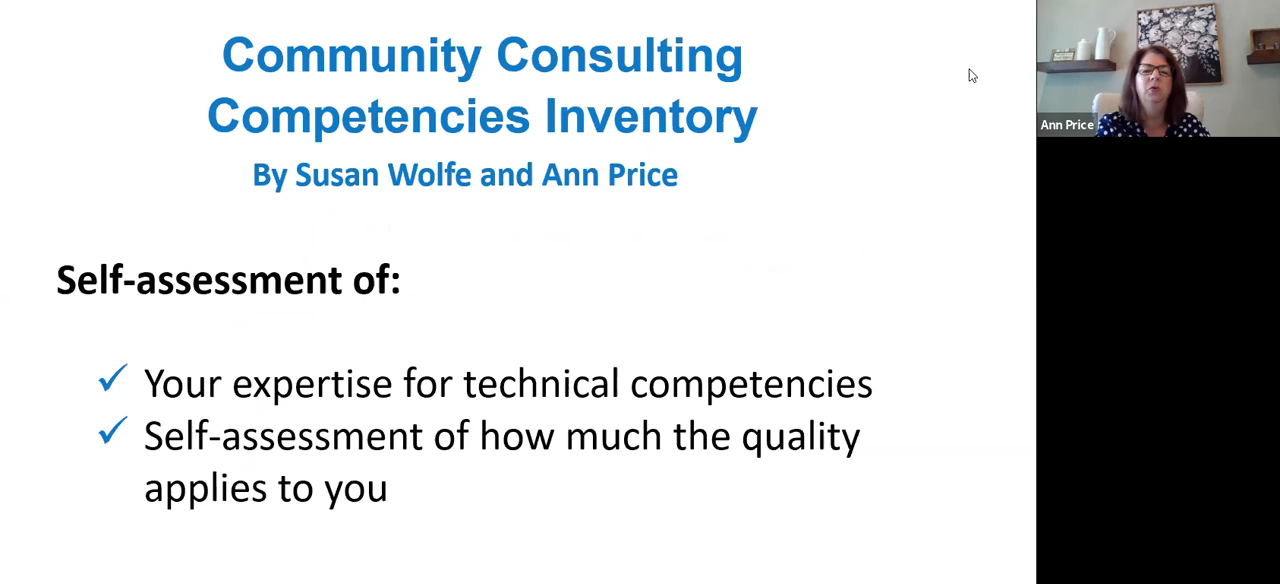 Community Consulting
Competencies Inventory
By Susan Wolfe and Ann Price
Self-assessment of:
✓ Your expertise for technical competencies
✓ Self-assessment of how much the quality
applies to you
Ann Price